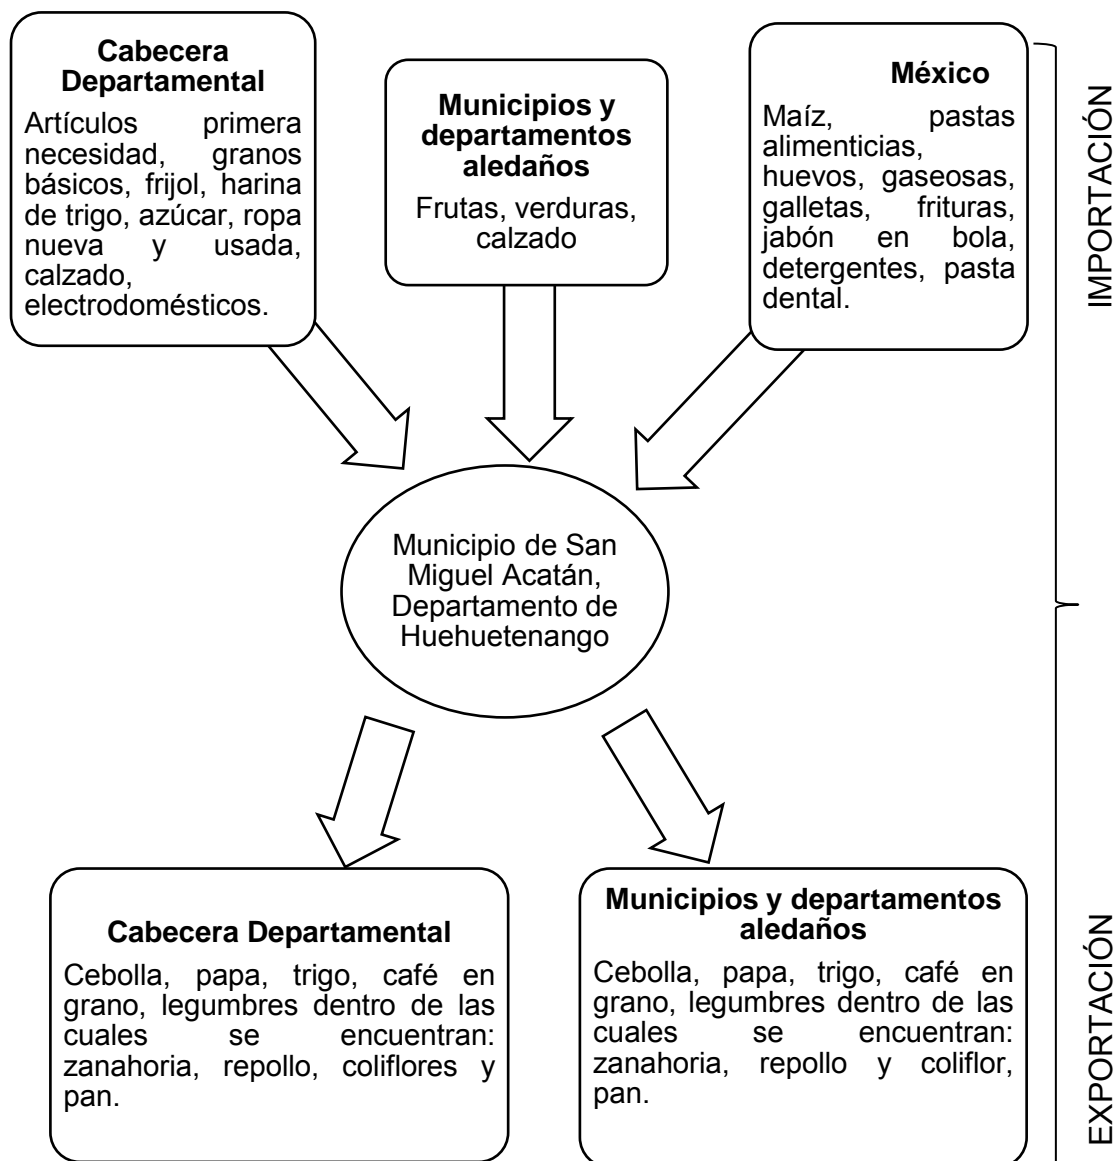 Cabecera
Departamental
Artículos primera
necesidad, granos
básicos, frijol, harina
de trigo, azúcar, ropa
nueva y usada,
calzado,
electrodomésticos.
Municipios y
departamentos
aledaños
Frutas, verduras,
calzado
México
Maíz, pastas
alimenticias,
huevos, gaseosas,
galletas, frituras,
jabón en bola,
detergentes, pasta
dental.
IMPORTACIÓN
Municipio de San
Miguel Acatán,
Departamento de
Huehuetenango
Cabecera Departamental
Cebolla, papa, trigo, café en
grano, legumbres dentro de las
cuales se encuentran:
zanahoria, repollo, coliflores y
pan.
Municipios y departamentos
aledaños
Cebolla, papa, trigo, café en
grano, legumbres dentro de las
cuales se encuentran:
zanahoria, repollo y coliflor,
pan.
EXPORTACIÓN